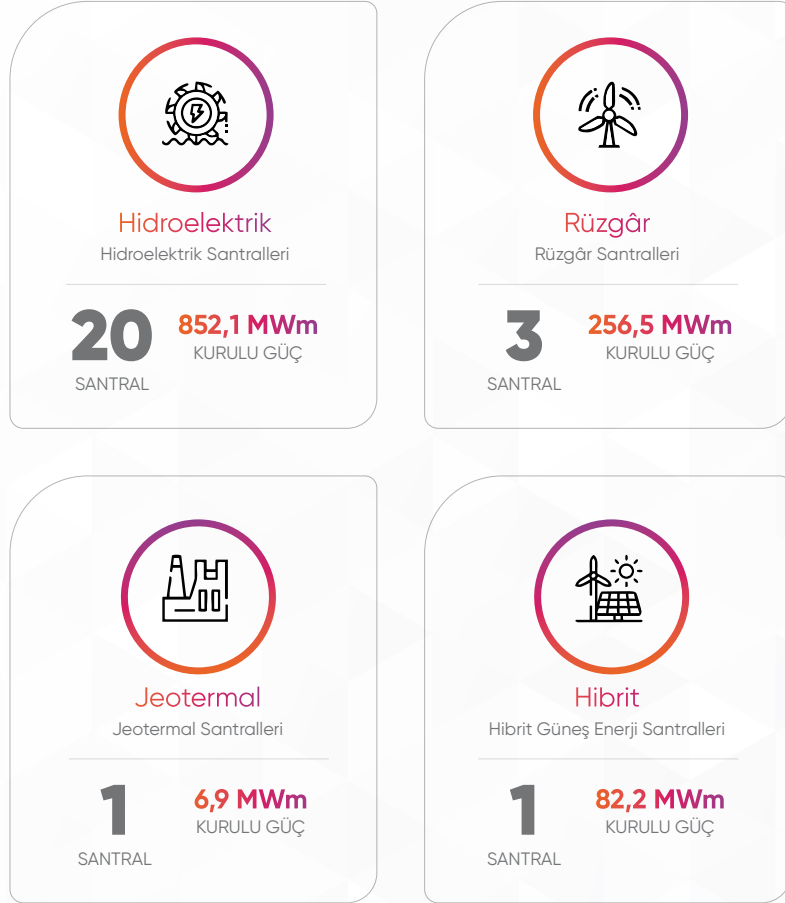 Hidroelektrik
Hidroelektrik Santralleri
20
SANTRAL
852,1 MWm
KURULU GÜÇ
Rüzgâr
Rüzgâr Santralleri
3
SANTRAL
256,5 MWm
KURULU GÜÇ
Jeotermal
Jeotermal Santralleri
1
SANTRAL
6,9 MWm
KURULU GÜÇ
Hibrit
Hibrit Güneş Enerji Santralleri
1
SANTRAL
82,2 MWm
KURULU GÜÇ